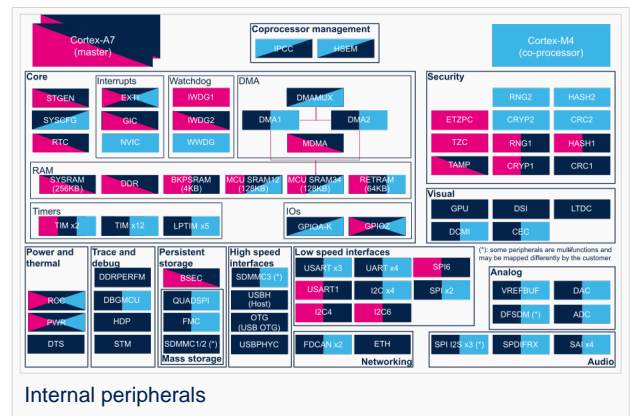 Cortex-A7
(master)
Coprocessor management
IPCC
HSEM
Cortex-M4
(co-processor)
Core
STGEN
SYSCFG
RTC
Interrupts
EXTI
GIC
NVIC
Watchdog
IWDG1
IWDG2
WWDG
DMA
DMAMUX
DMA1
DMA2
MDMA
Security
RNG2
HASH2
ETZPC
CRYP2
CRC2
TZC
RNG1
HASH1
TAMP
CRYP1
CRC1
RAM
SYSRAM
(256KB)
DDR
BKPSRAM
(4KB)
MCU SRAM12
(128KB)
MCU SRAM34
(128KB)
RETRAM
(64KB)
Timers
TIM x2
TIM x12
LPTIM x5
IOs
GPIOA-K
GPIOZ
Visual
GPU
DSI
LTDC
DCMI
CEC
(*): some peripherals are multifunctions and
may be mapped differently by the customer
Power and
thermal
RCC
PWR
DTS
Trace and
debug
DDRPERFM
DBGMCU
HDP
STM
Persistent
storage
BSEC
QUADSPI
FMC
SDMMC1/2 (*)
Mass storage
High speed
interfaces
SDMMC3 (*)
USBH
(Host)
OTG
(USB OTG)
USBPHYC
Low speed interfaces
USART x3
UART x4
SPI6
USART1
I2C x4
SPI x2
I2C4
I2C6
FDCAN x2
ETH
Networking
Analog
VREFBUF
DAC
DFSDM (*)
ADC
SPI I2S x3 (*)
SPDIFRX
SAI x4
Audio
Internal peripherals